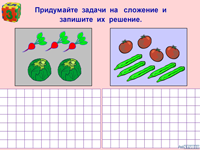 Придумайте задачи на сложение и
запишите их решение.